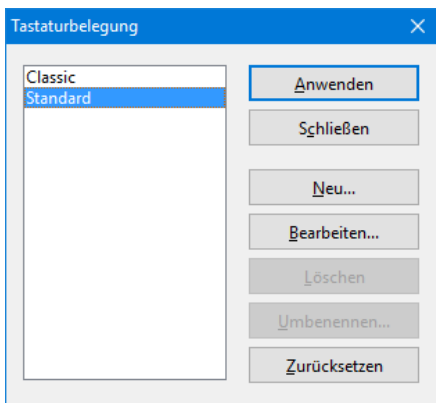 Tastaturbelegung
Classic
Standard
Anwenden
Schließen
Neu...
Bearbeiten...
Löschen
Umbenennen...
Zurücksetzen